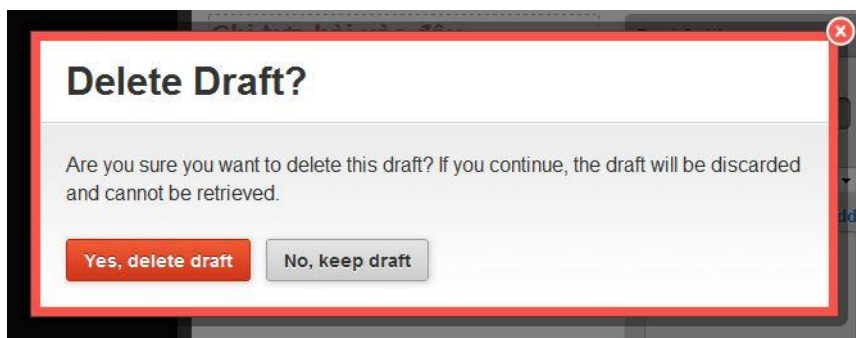 Delete Draft?
Are you sure you want to delete this draft? If you continue, the draft will be discarded
and cannot be retrieved.
Yes, delete draft
No, keep draft